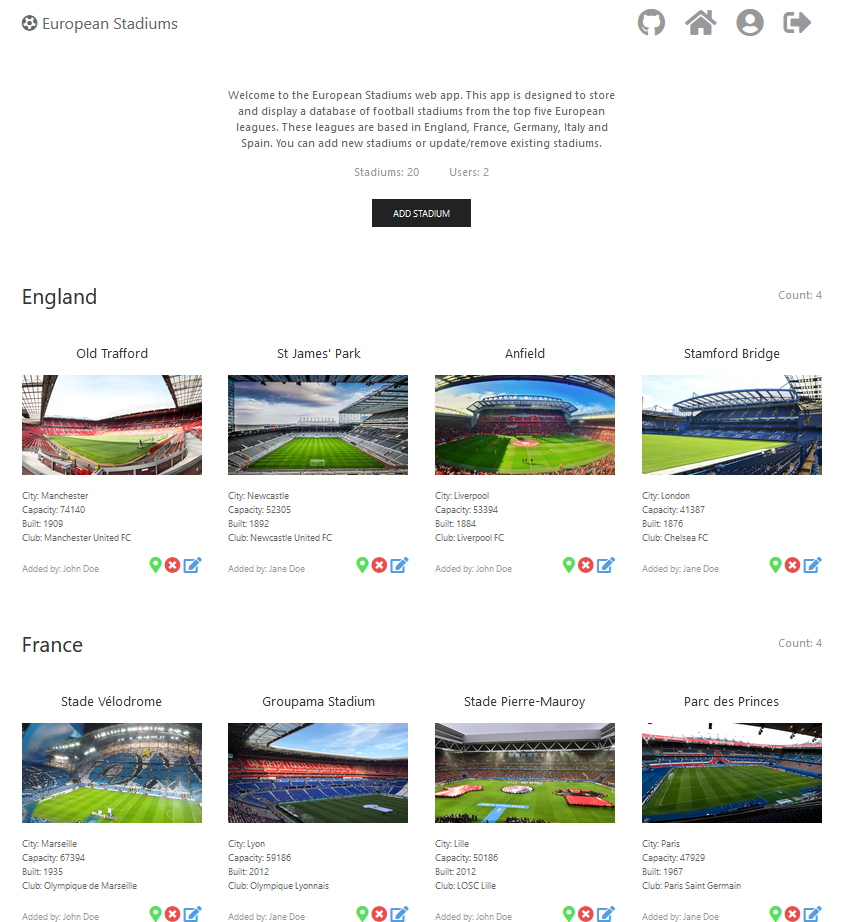 European Stadiums
Welcome to the European Stadiums web app. This app is designed to store
and display a database of football stadiums from the top five European
leagues. These leagues are based in England, France, Germany, Italy and
Spain. You can add new stadiums or update/remove existing stadiums.
Stadiums: 20 Users: 2
ADD STADIUM
England Count: 4
Old Trafford
City: Manchester
Capacity: 74140
Built: 1909
Club: Manchester United FC
Added by: John Doe
St James' Park
City: Newcastle
Capacity: 52305
Built: 1892
Club: Newcastle United FC
Added by: Jane Doe
Anfield
City: Liverpool
Capacity: 53394
Built: 1884
Club: Liverpool FC
Added by: John Doe
Stamford Bridge
City: London
Capacity: 41387
Built: 1876
Club: Chelsea FC
Added by: Jane Doe
France Count: 4
Stade Vélodrome
City: Marseille
Capacity: 67394
Built: 1935
Club: Olympique de Marseille
Added by: John Doe
Groupama Stadium
City: Lyon
Capacity: 59186
Built: 2012
Club: Olympique Lyonnais
Added by: Jane Doe
Stade Pierre-Mauroy
City: Lille
Capacity: 50186
Built: 2012
Club: LOSC Lille
Added by: John Doe
Parc des Princes
City: Paris
Capacity: 47929
Built: 1967
Club: Paris Saint Germain
Added by: Jane Doe